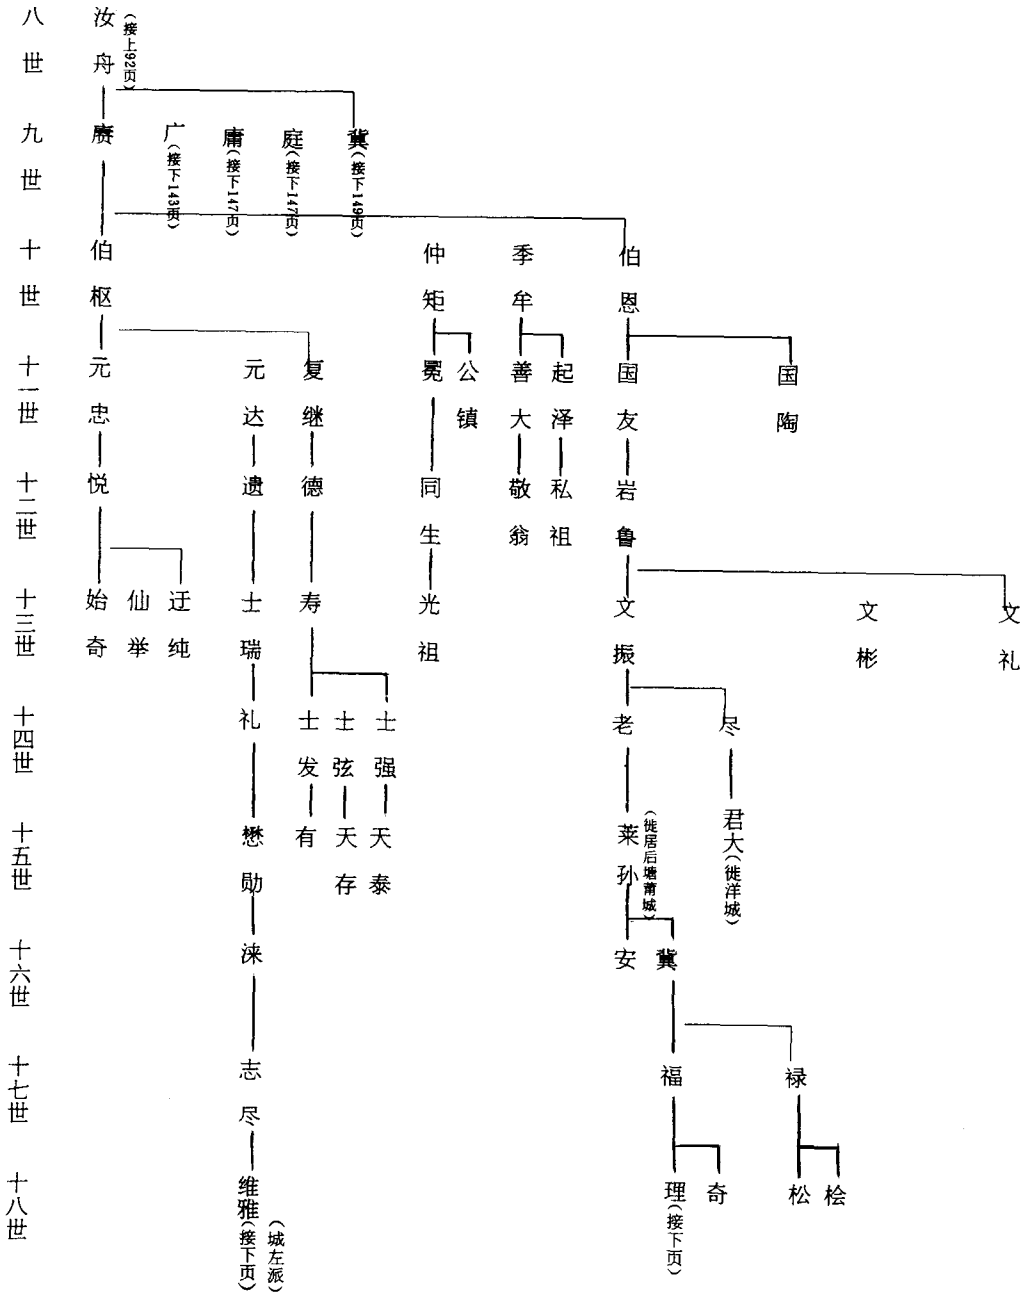 八世
汝舟(接上92页)
九世
赓
广(接下143页)
庸(接下147页)
庭(接下147页)
冀(接下149页)
十世
伯枢
仲矩
季牟
伯恩
十一世
元忠
元达
复继
冕
公镇
善大
起泽
国友
国陶
十二世
悦
遗
德
同生
敬翁
私祖
岩鲁
十三世
始奇
仙举
迂纯
士瑞
寿
光祖
文振
文彬
文礼
十四世
礼
士发
士弦
士强
老
尽
十五世
懋勋
有
天存
天泰
莱孙(徙居后塘莆城)
君大(徙洋城)
十六世
涞
安
冀
十七世
志尽
福
禄
十八世
维雅(接下页)
(城左派)
理(接下页)
奇
松
桧